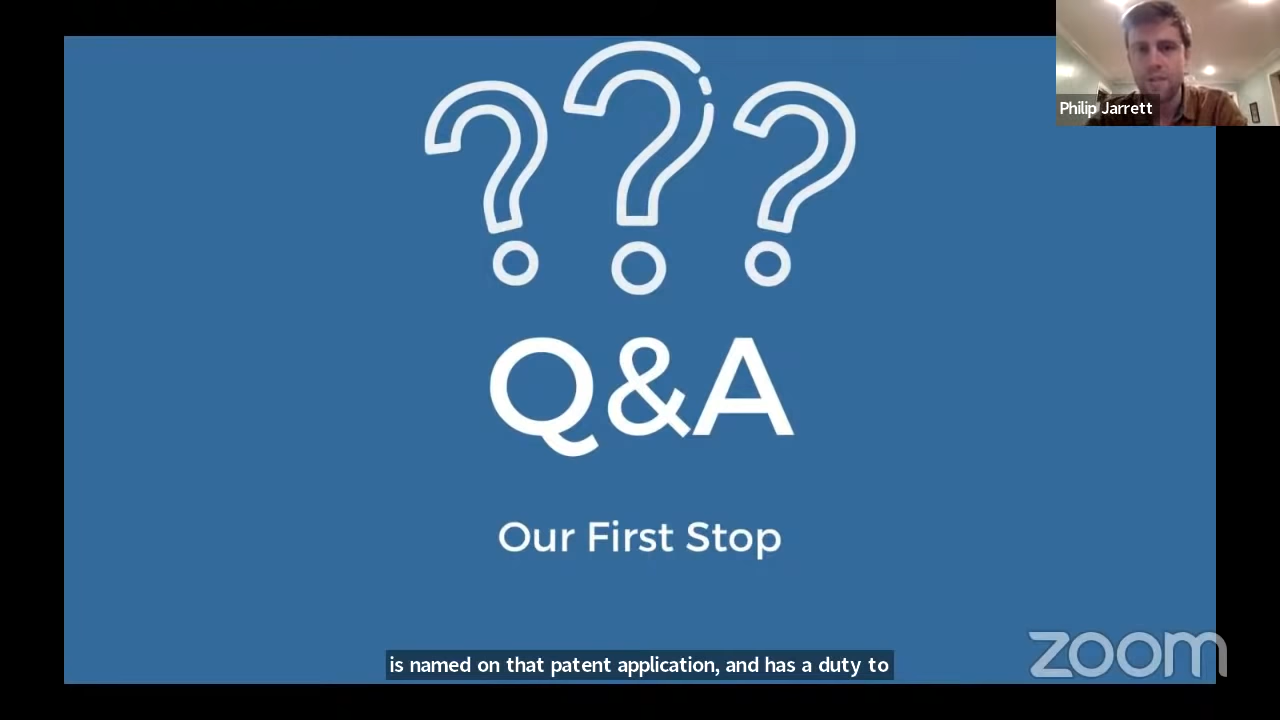 Philip Jarrett
???
Q&A
Our First Stop
is named on that patent application, and has a duty to
zoom